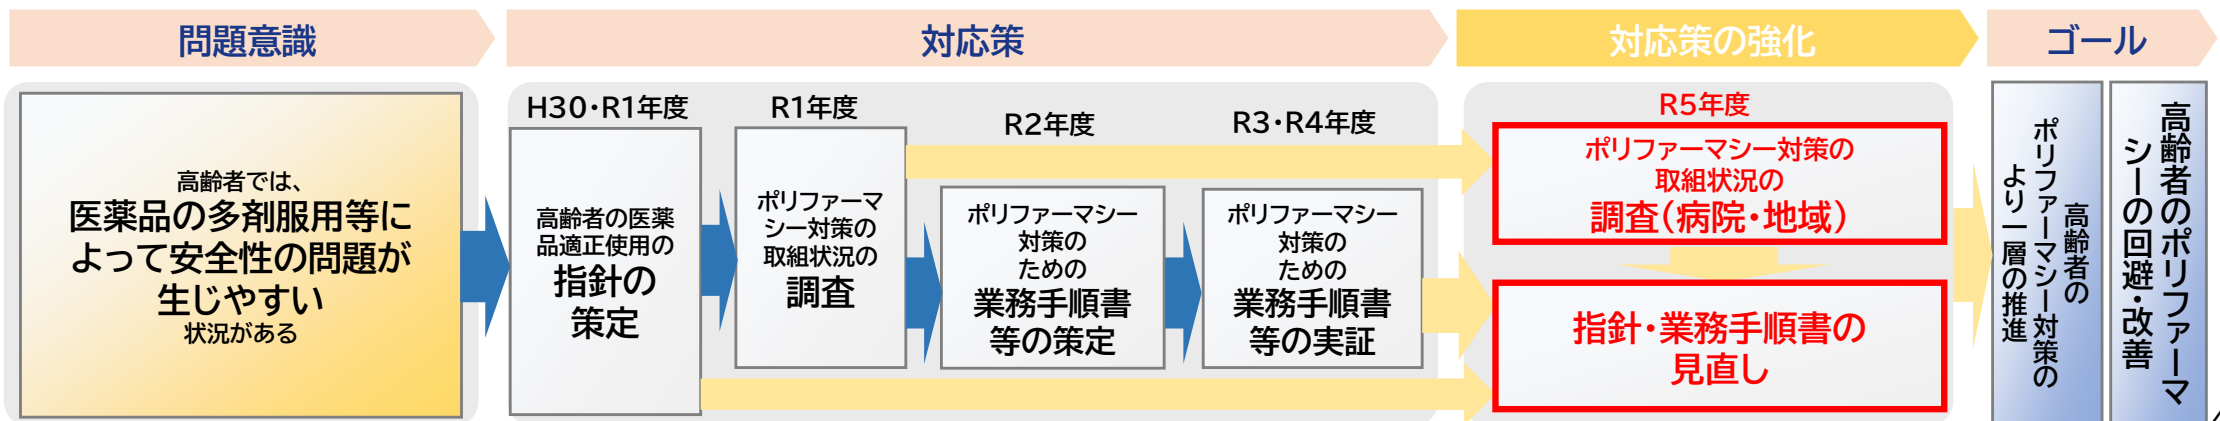 問題意識
対応策
対応策の強化
ゴール
高齢者では、
医薬品の多剤服用等に
よって安全性の問題が
生じやすい
状況がある
H30・R1年度
高齢者の医薬
品適正使用の
指針の
策定
R1年度
ポリファーマ
シー対策の
取組状況の
調査
R2年度
ポリファーマシー
対策の
ための
業務手順書
等の策定
R3・R4年度
ポリファーマシー
対策の
ための
業務手順書
等の実証
R5年度
ポリファーマシー対策の
取組状況の
調査(病院・地域)
指針・業務手順書の
見直し
高齢者の
ポリファーマシー対策の
より一層の推進
高齢者のポリファーマ
シーの回避・改善